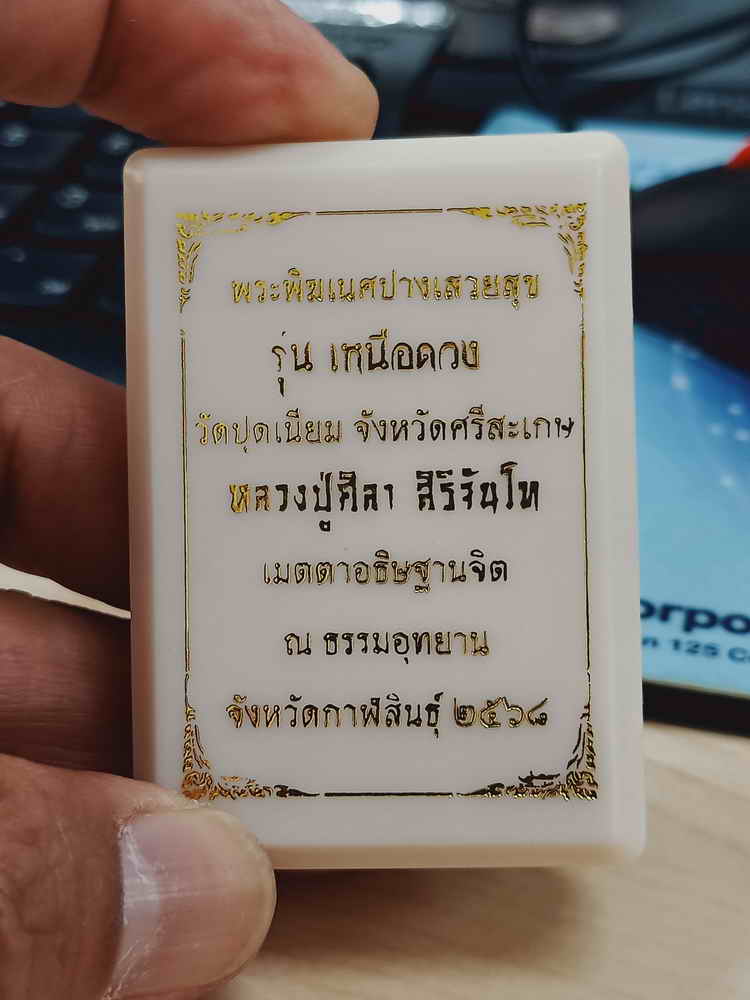 พระพิฆเนศปางเสวยสุข
รุ่น เหนือดวง
วัดปุดเนียม จังหวัดศรีสะเกษ
หลวงปู่ศิลา สิริจันโท
เมตตาอธิษฐานจิต
ณ ธรรมอุทยาน
จังหวัดกาฬสินธุ์ ๒๕๖๘
orpo
125 C